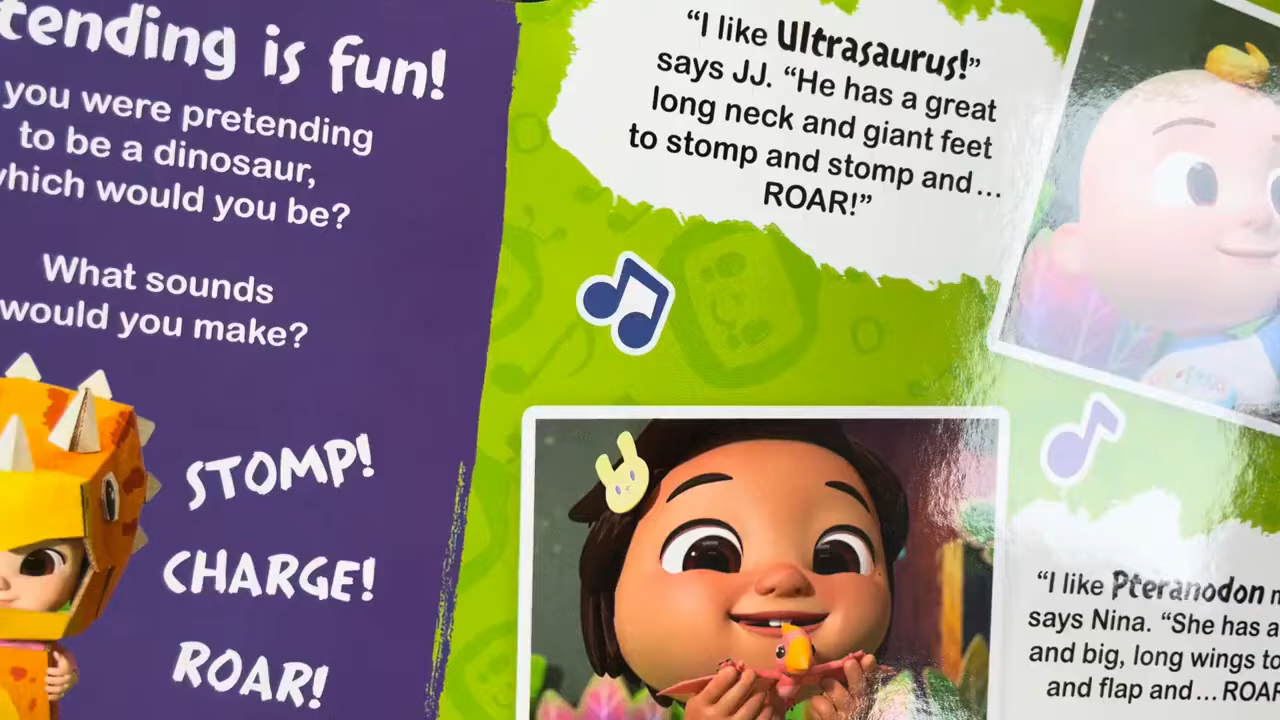 tending is fun!
you were pretending
to be a dinosaur,
which would you be?
What sounds
would you make?
STOMP!
CHARGE!
ROAR!
“I like Ultrasaurus!”
says JJ. “He has a great
long neck and giant feet
to stomp and stomp and...
ROAR!”
“I like Pteranodon
says Nina. “She has a
and big, long wings to
and flap and...ROAR